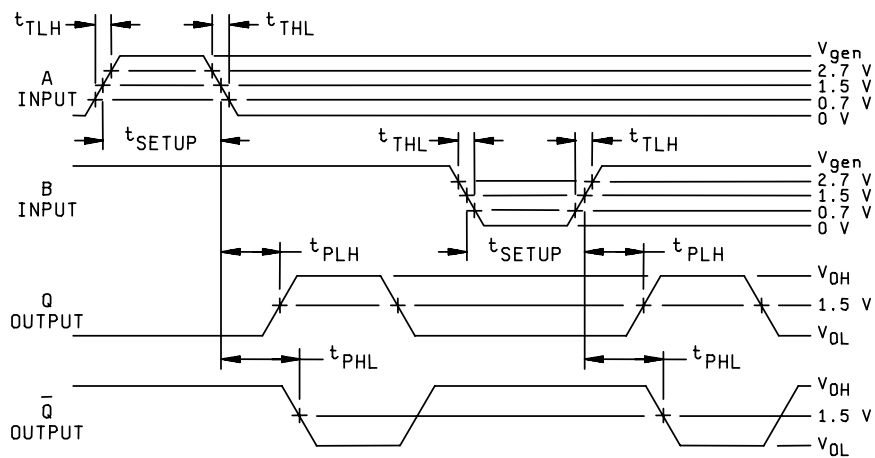 tTLH tTHL
Vgen
2.7 V
1.5 V
0.7 V
0 V
A
INPUT
tSETUP
tTHL tTLH
Vgen
2.7 V
1.5 V
0.7 V
0 V
B
INPUT
tSETUP
tPLH tPLH
VOH
1.5 V
VOL
Q
OUTPUT
tPHL tPHL
VOH
1.5 V
VOL
Q̅
OUTPUT